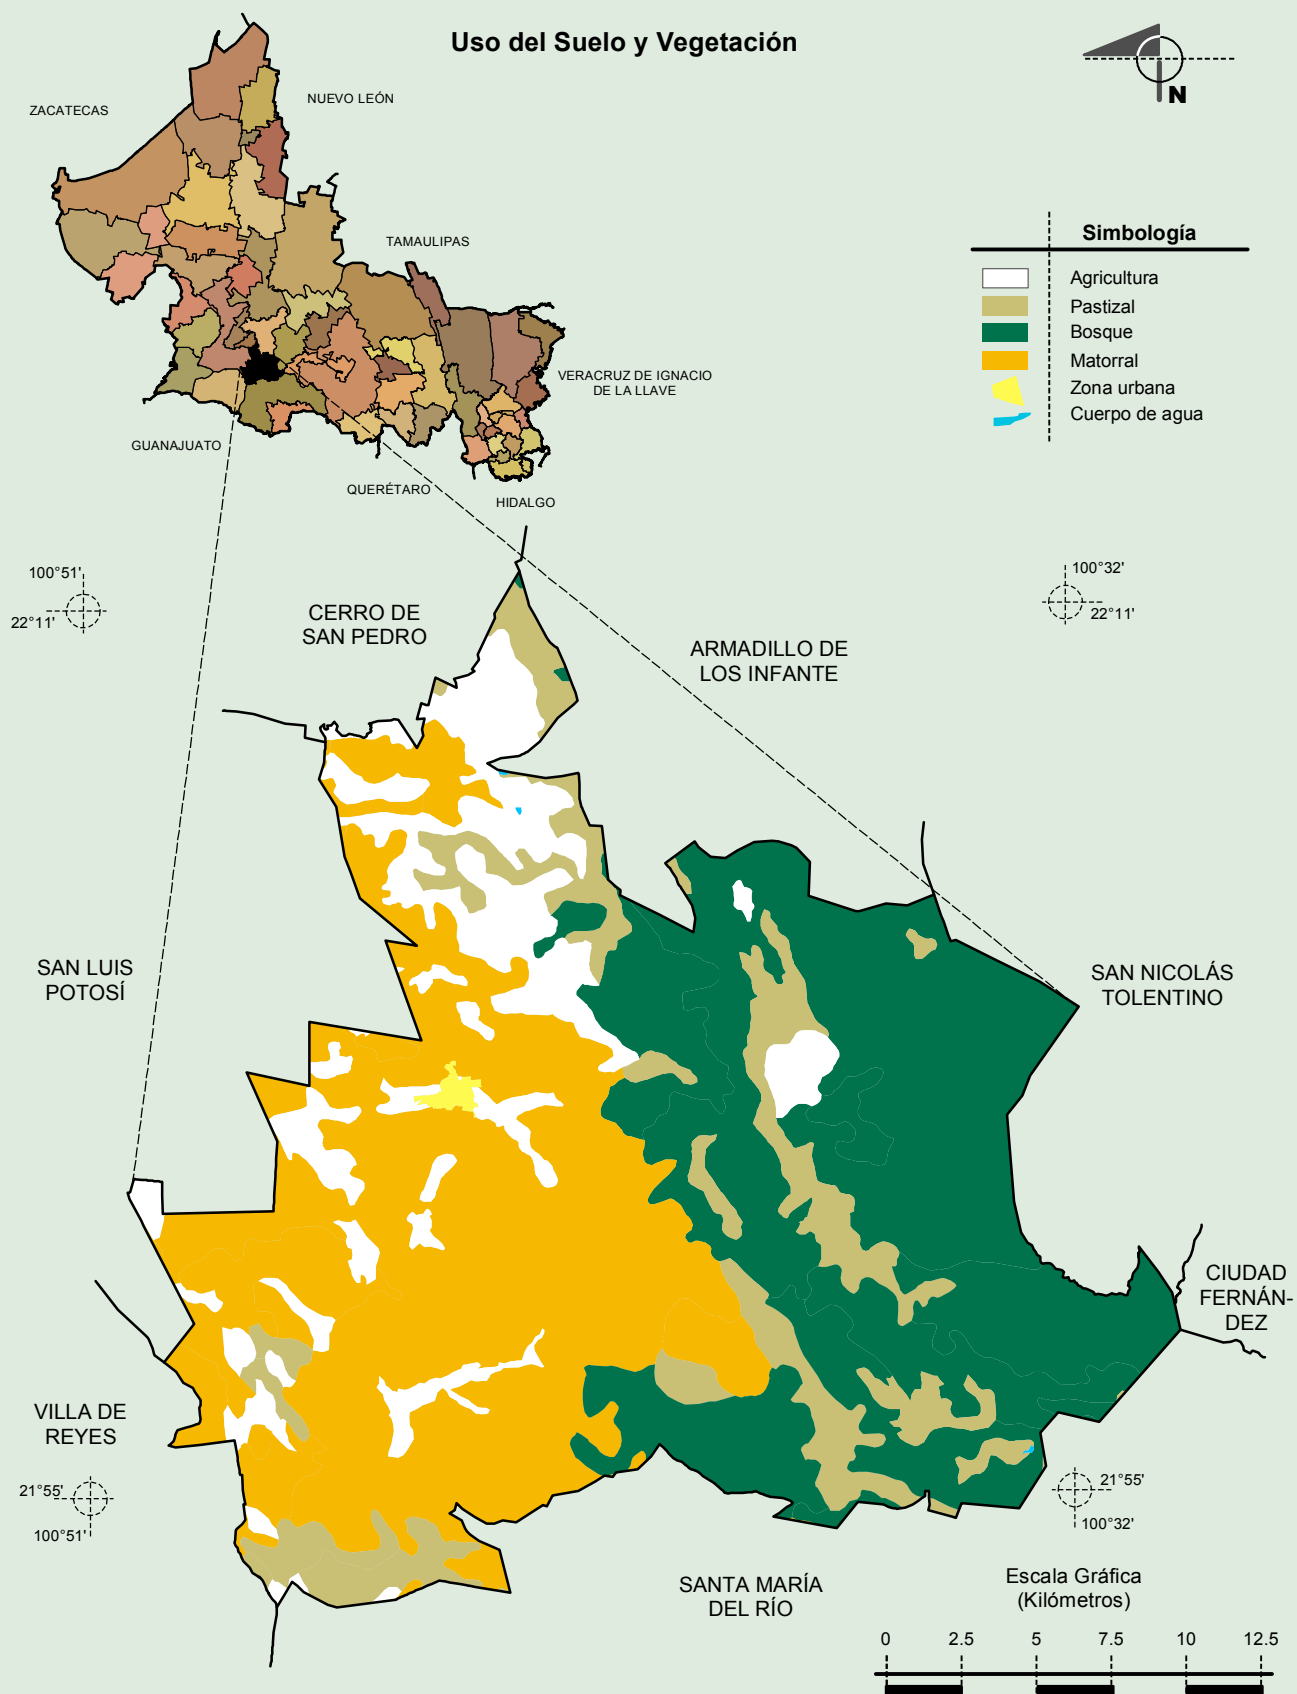 Uso del Suelo y Vegetación
N
ZACATECAS
NUEVO LEÓN
TAMAULIPAS
VERACRUZ DE IGNACIO
DE LA LLAVE
GUANAJUATO
QUERÉTARO
HIDALGO
Simbología
Agricultura
Pastizal
Bosque
Matorral
Zona urbana
Cuerpo de agua
100°51'
22°11'
100°32'
22°11'
CERRO DE
SAN PEDRO
ARMADILLO DE
LOS INFANTE
SAN LUIS
POTOSÍ
SAN NICOLÁS
TOLENTINO
CIUDAD
FERNÁN-
DEZ
VILLA DE
REYES
21°55'
100°51'
21°55'
100°32'
SANTA MARÍA
DEL RÍO
Escala Gráfica
(Kilómetros)
0 2.5 5 7.5 10 12.5